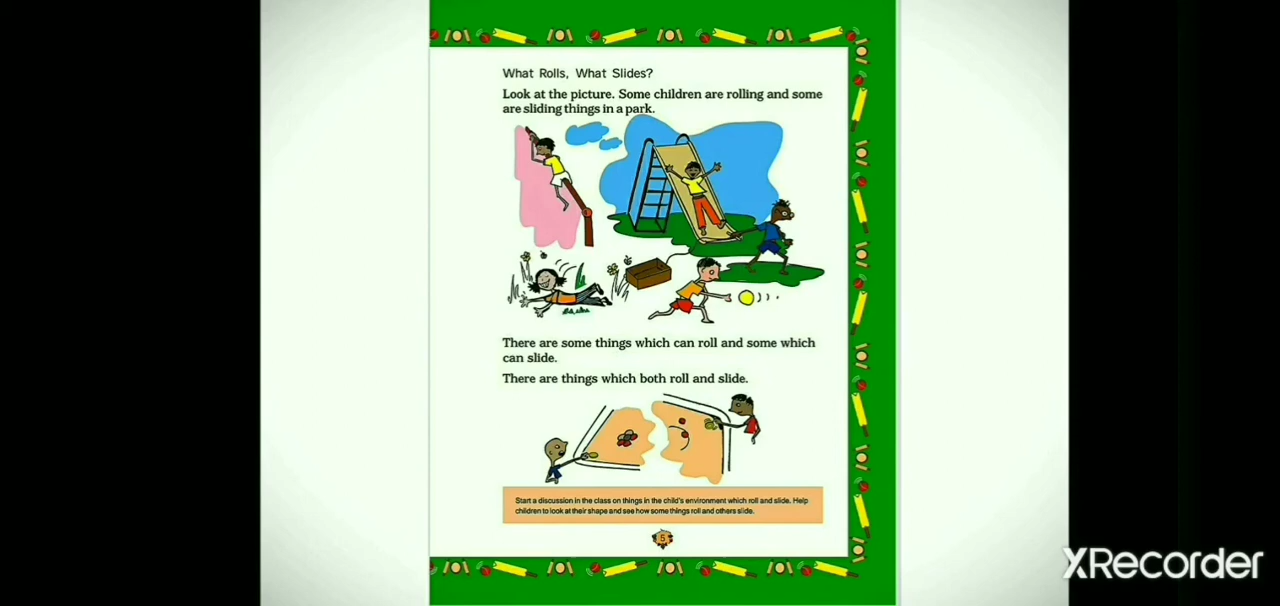 What Rolls, What Slides?
Look at the picture. Some children are rolling and some
are sliding things in a park.
There are some things which can roll and some which
can slide.
There are things which both roll and slide.
Start a discussion in the class on things in the child's environment which roll and slide. Help
children to look at their shape and see how some things roll and others slide.
5
XRecorder